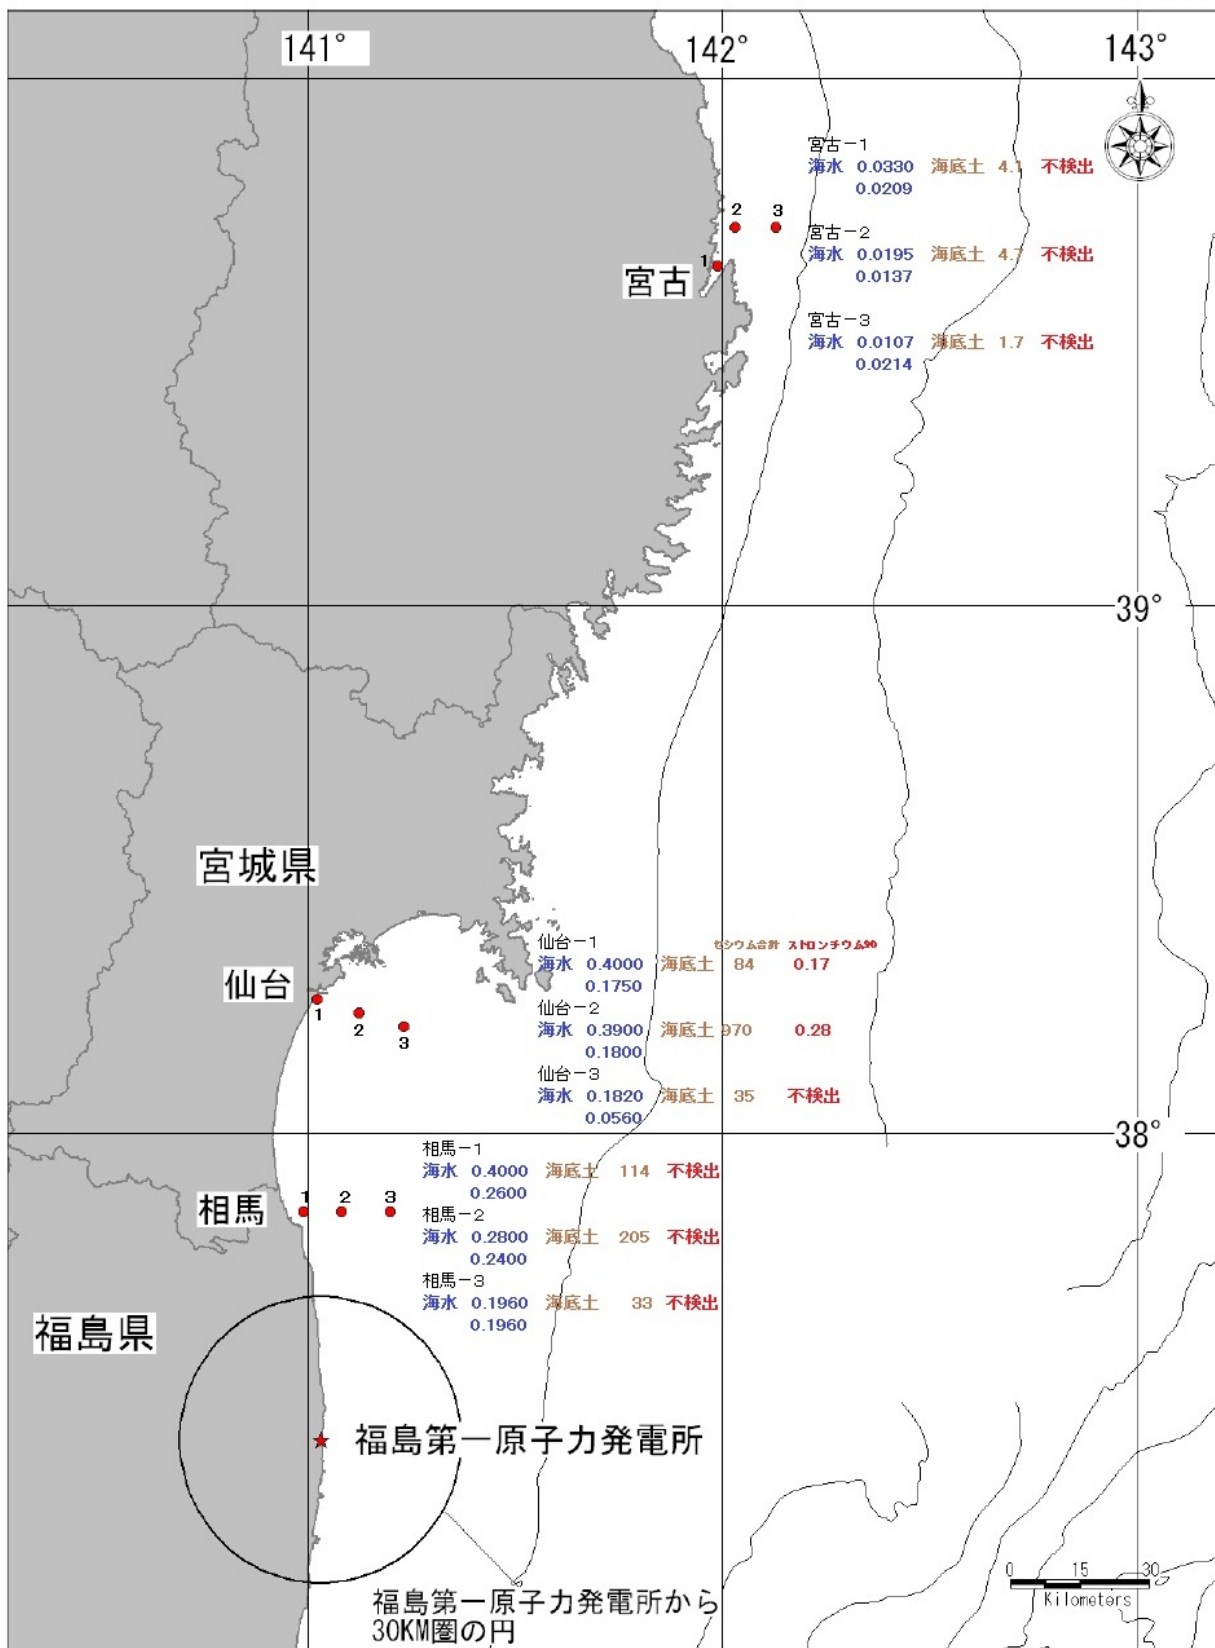 141° 142° 143°
宮古－1
海水 0.0330 海底土 4.1 不検出
0.0209
2 3
宮古－2
海水 0.0195 海底土 4.7 不検出
0.0137
1
宮古
宮古－3
海水 0.0107 海底土 1.7 不検出
0.0214
39°
宮城県
仙台－1 セシウム合計 ストロンチウム90
海水 0.4000 海底土 84 0.17
0.1750
仙台
1 2 3
仙台－2
海水 0.3900 海底土 970 0.28
0.1800
仙台－3
海水 0.1820 海底土 35 不検出
0.0560
38°
相馬－1
海水 0.4000 海底土 114 不検出
0.2600
1 2 3
相馬
相馬－2
海水 0.2800 海底土 205 不検出
0.2400
相馬－3
海水 0.1960 海底土 33 不検出
0.1960
福島県
福島第一原子力発電所
0 15 30
Kilometers
福島第一原子力発電所から
30KM圏の円